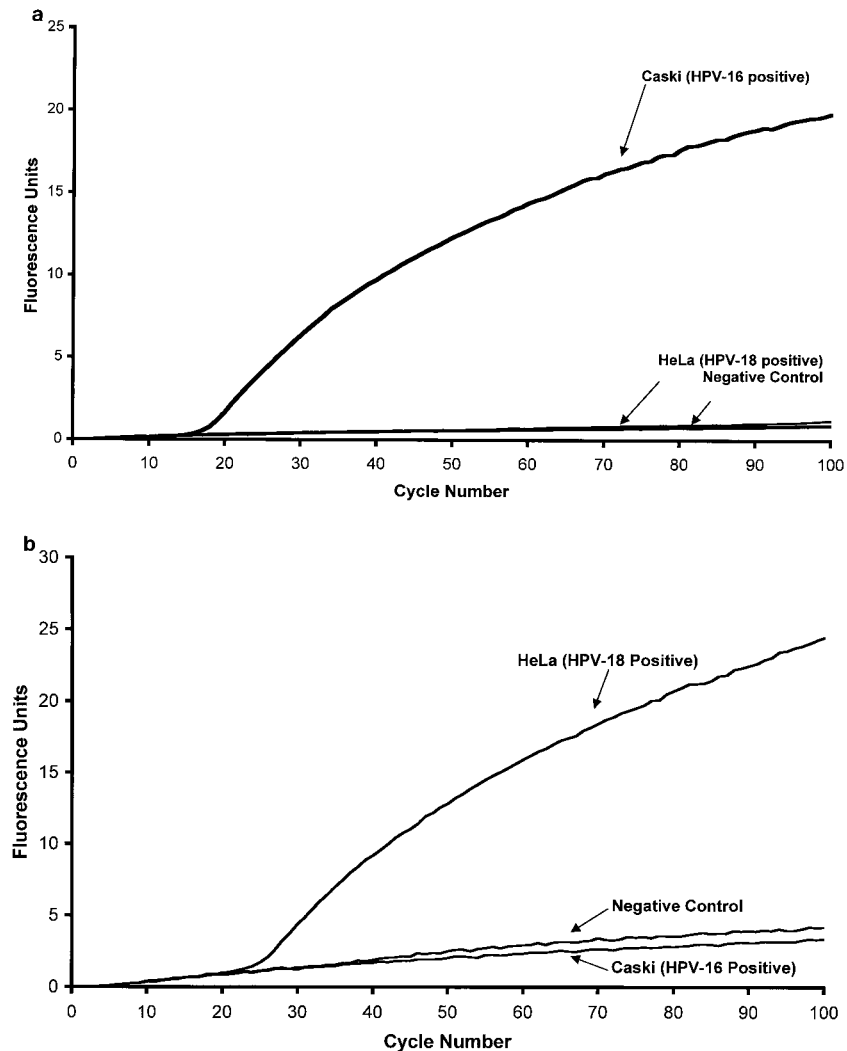 a
25
20
15
10
5
0
Fluorescence Units
Caski (HPV-16 positive)
HeLa (HPV-18 positive)
Negative Control
0 10 20 30 40 50 60 70 80 90 100
Cycle Number
b
30
25
20
15
10
5
0
Fluorescence Units
HeLa (HPV-18 Positive)
Negative Control
Caski (HPV-16 Positive)
0 10 20 30 40 50 60 70 80 90 100
Cycle Number